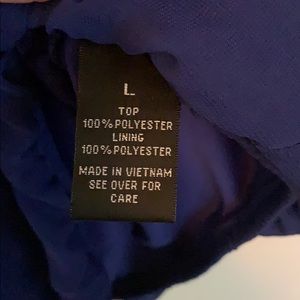 L
TOP
100% POLYESTER
LINING
100% POLYESTER
MADE IN VIETNAM
SEE OVER FOR
CARE